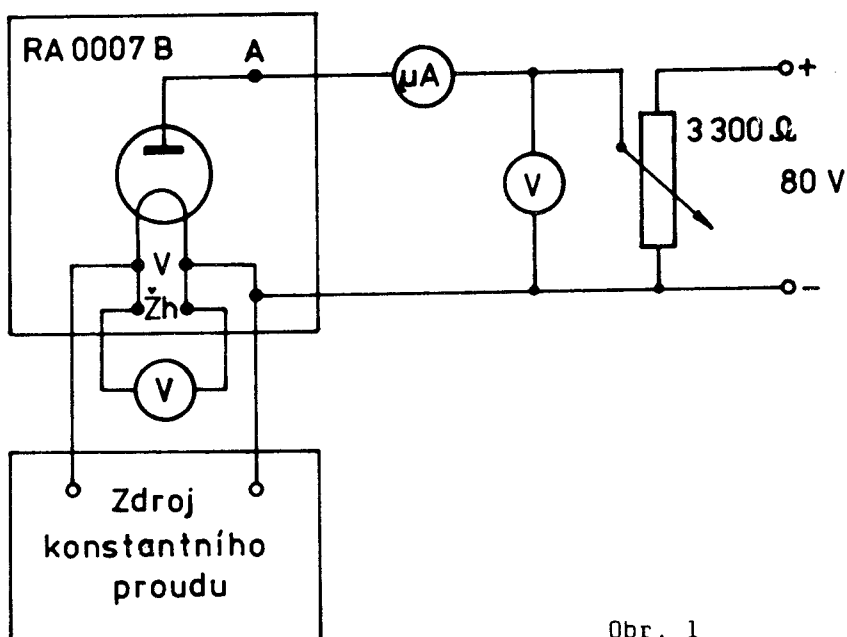 RA 0007 B
A
μA
+
3 300 Ω
80 V
V
V
Žh
−
V
Zdroj
konstantního
proudu
Obr. 1